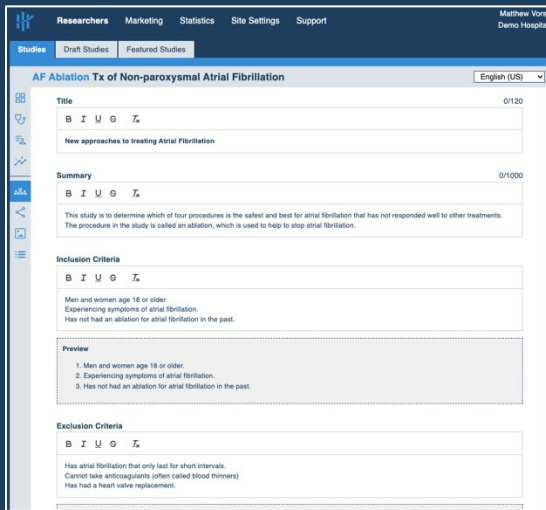 Researchers Marketing Statistics Site Settings Support
Matthew Vors
Demo Hospita
Studies Draft Studies Featured Studies
AF Ablation Tx of Non-paroxysmal Atrial Fibrillation English (US)
Title 0/120
B I U S Tx
New approaches to treating Atrial Fibrillation
Summary 0/1000
B I U S Tx
This study is to determine which of four procedures is the safest and best for atrial fibrillation that has not responded well to other treatments.
The procedure in the study is called an ablation, which is used to help to stop atrial fibrillation.
Inclusion Criteria
B I U S Tx
Men and women age 18 or older.
Experiencing symptoms of atrial fibrillation.
Has not had an ablation for atrial fibrillation in the past.
Preview
1. Men and women age 18 or older.
2. Experiencing symptoms of atrial fibrillation.
3. Has not had an ablation for atrial fibrillation in the past.
Exclusion Criteria
B I U S Tx
Has atrial fibrillation that only last for short intervals.
Cannot take anticoagulants (often called blood thinners)
Has had a heart valve replacement.